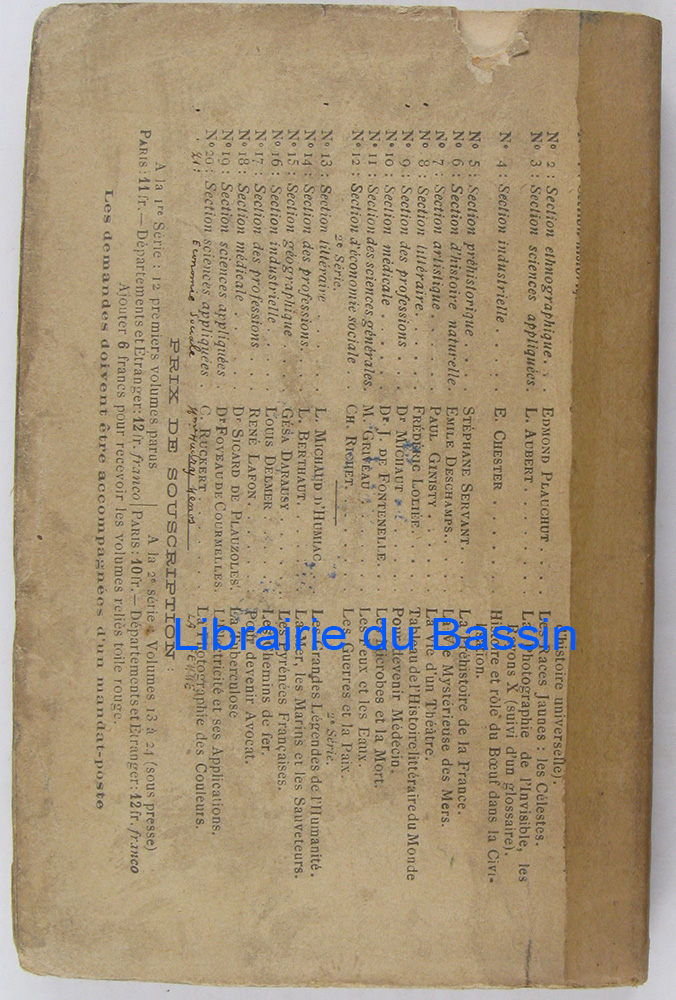 l'histoire universelle).
N° 2 : Section ethnographique. . . EDMOND PLAUCHUT . . . . Les Races Jaunes : les Célestes.
N° 3 : Section sciences appliquées. L. AUBERT . . . . . . La Photographie de l'Invisible, les
Rayons X (suivi d'un glossaire).
N° 4 : Section industrielle . . . . E. CHESTER . . . . . . Histoire et rôle du Bœuf dans la Civi-
N° 5 : Section préhistorique . . . STÉPHANE SERVANT . . . La Préhistoire de la France.
N° 6 : Section d'histoire naturelle. EMILE DESCHAMPS. . . . La Vie Mystérieuse des Mers.
N° 7 : Section artistique . . . . PAUL GINISTY . . . . . La vie d'un Théâtre.
N° 8 : Section littéraire. . . . . FRÉDÉRIC LOLIÉE. . . . Tableau de l'Histoire littéraire du Monde
N° 9 : Section des professions . . Dr MICHAUT . . . . . . Pour devenir Médecin.
N° 10 : Section médicale . . . . . Dr J. DE FONTENELLE . . Les Microbes et la Mort.
N° 11 : Section des sciences générales. M. GRIVEAU . . . . . Les Feux et les Eaux.
N° 12 : Section d'économie sociale . CH. RICHET. . . . . . Les Guerres et la Paix.
2e Série. 2e Série.
N° 13 : Section littéraire . . . . L. MICHAUD D'HUMIAC. . . Les Grandes Légendes de l'Humanité.
N° 14 : Section des professions. . . L. BERTHAUT. . . . . . La Mer, les Marins et les Sauveteurs.
N° 15 : Section géographique . . . GÉSA DARAUSY . . . . . Les Pyrénées Françaises.
N° 16 : Section industrielle . . . LOUIS DELMER . . . . . Les Chemins de fer.
N° 17 : Section des professions . . RENÉ LAFON. . . . . . Pour devenir Avocat.
N° 18 : Section médicale . . . . . Dr SICARD DE PLAUZOLES . La Tuberculose
N° 19 : Section sciences appliquées Dr FOVEAU DE COURMELLES. L'Électricité et ses Applications.
N° 20 : Section sciences appliquées . C. RUCKERT . . . . . La Photographie des Couleurs.
21 : Economie Sociale
PRIX DE SOUSCRIPTION :
A la 1re Série : 12 premiers volumes parus A la 2e série : Volumes 13 à 24 (sous presse)
PARIS : 11 fr. — Départements et Étranger : 12 fr. franco PARIS : 10 fr. — Départements et Étranger : 12 fr. franco
Ajouter 6 francs pour recevoir les volumes reliés toile rouge.
Les demandes doivent être accompagnées d'un mandat-poste
Librairie du Bassin